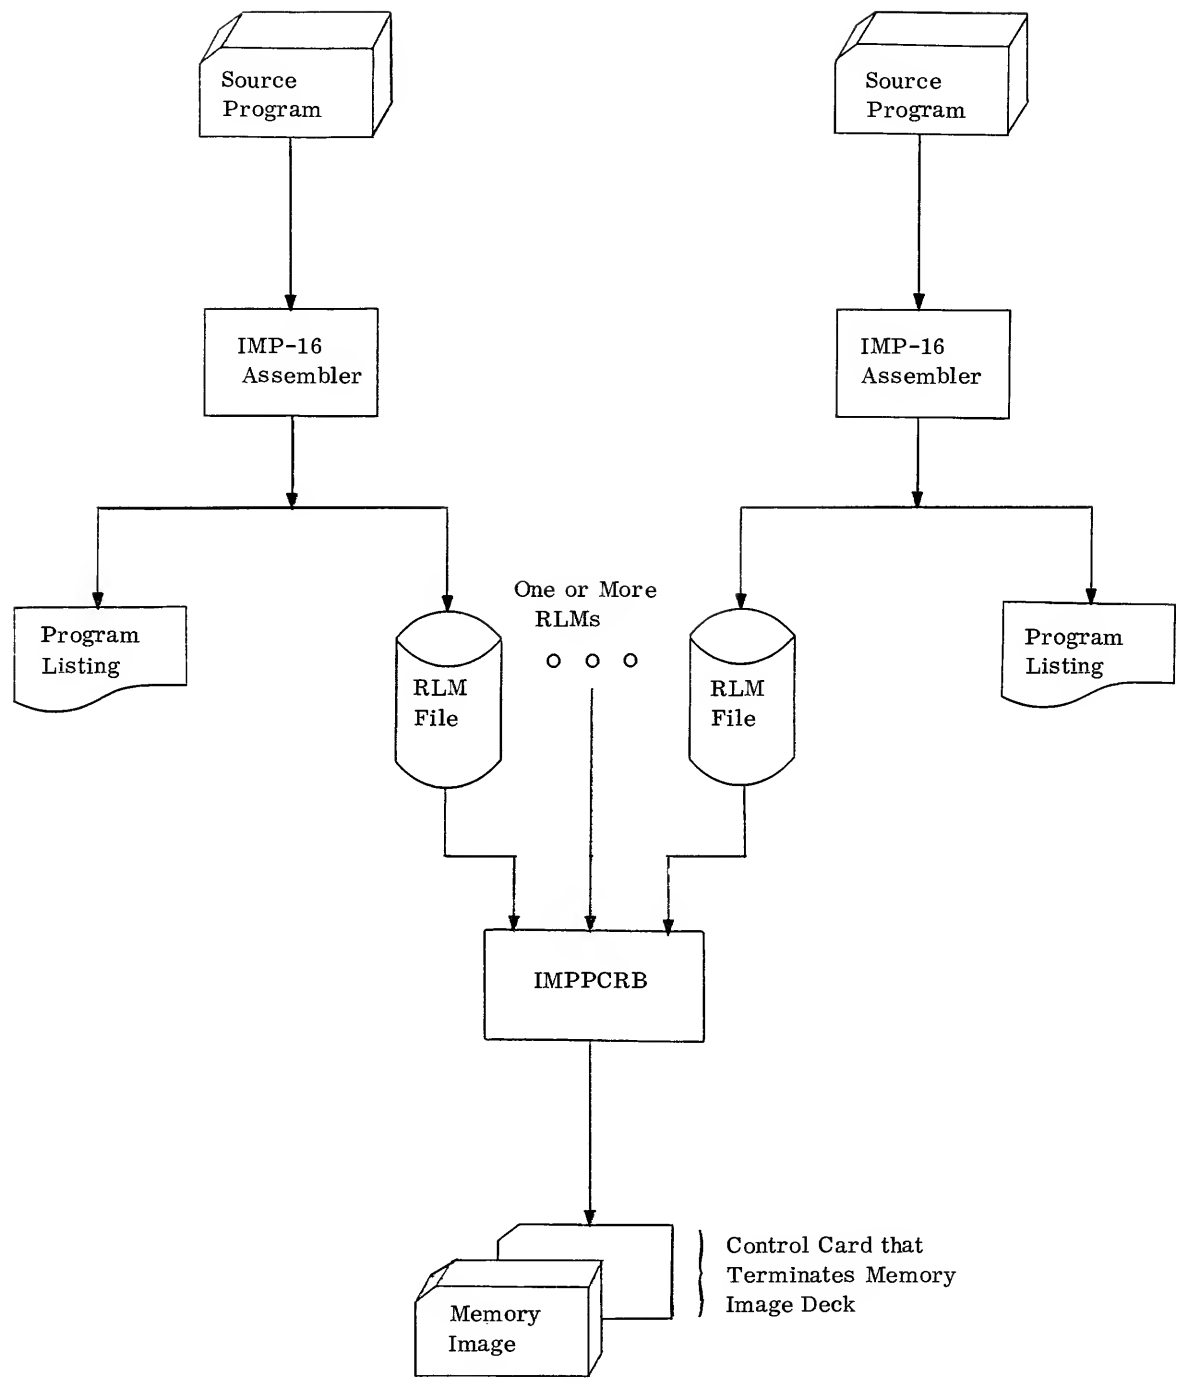 Source
Program
Source
Program
IMP-16
Assembler
IMP-16
Assembler
One or More
RLMs
Program
Listing
RLM
File
RLM
File
Program
Listing
IMPPCRB
Control Card that
Terminates Memory
Image Deck
Memory
Image